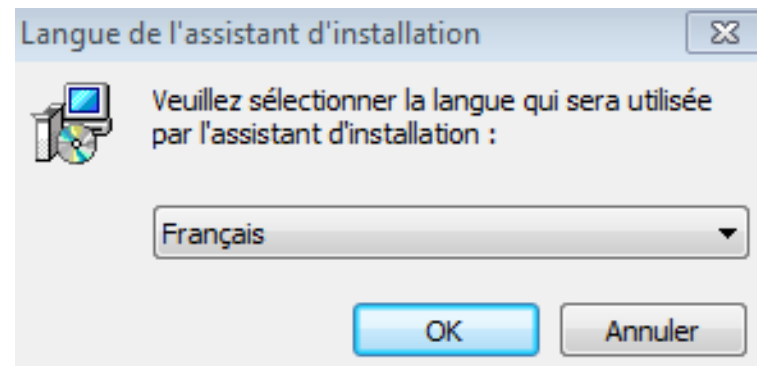 Langue de l'assistant d'installation
Veuillez sélectionner la langue qui sera utilisée
par l'assistant d'installation :
Français
OK
Annuler